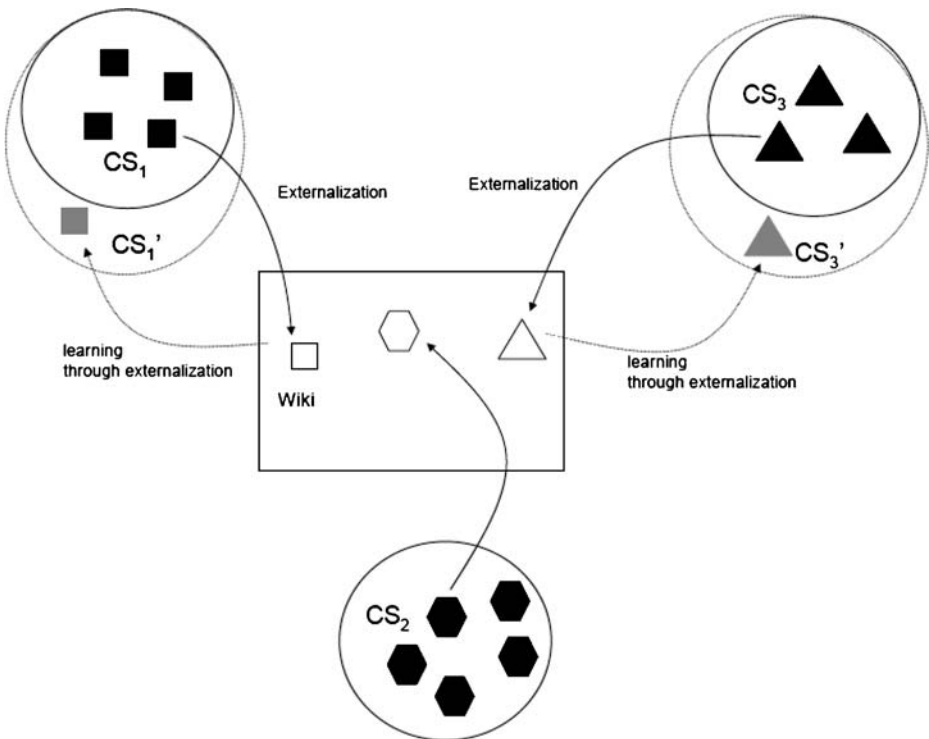 CS₁
CS₃
Externalization
Externalization
CS₁’
CS₃’
learning
through externalization
learning
through externalization
Wiki
CS₂